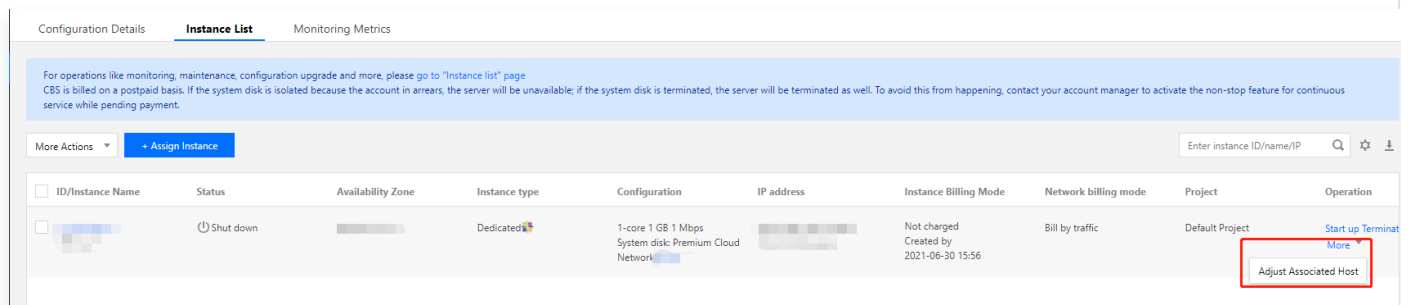 Configuration Details
Instance List
Monitoring Metrics
For operations like monitoring, maintenance, configuration upgrade and more, please go to "Instance list" page
CBS is billed on a postpaid basis. If the system disk is isolated because the account in arrears, the server will be unavailable; if the system disk is terminated, the server will be terminated as well. To avoid this from happening, contact your account manager to activate the non-stop feature for continuous
service while pending payment.
More Actions
+ Assign Instance
Enter instance ID/name/IP
ID/Instance Name
Status
Availability Zone
Instance type
Configuration
IP address
Instance Billing Mode
Network billing mode
Project
Operation
Shut down
Dedicated
1-core 1 GB 1 Mbps
System disk: Premium Cloud
Network
Not charged
Created by
2021-06-30 15:56
Bill by traffic
Default Project
Start up Terminat
More
Adjust Associated Host